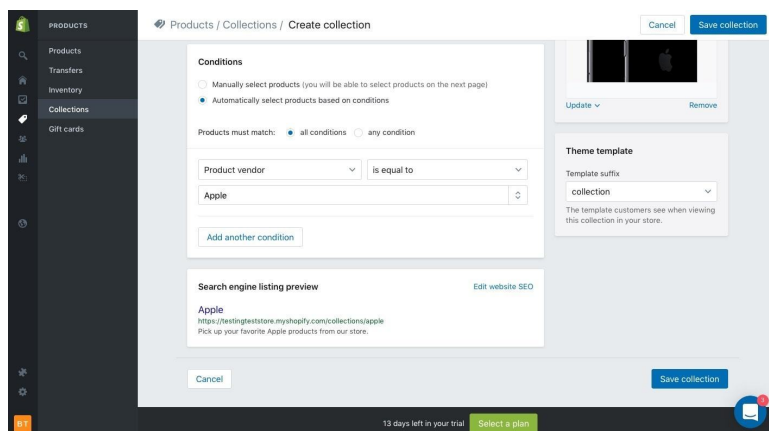 PRODUCTS
Products
Transfers
Inventory
Collections
Gift cards
BT
Products / Collections / Create collection
Cancel
Save collection
Conditions
Manually select products (you will be able to select products on the next page)
Automatically select products based on conditions
Products must match: all conditions any condition
Product vendor
is equal to
Apple
Add another condition
Search engine listing preview
Edit website SEO
Apple
https://testingteststore.myshopify.com/collections/apple
Pick up your favorite Apple products from our store.
Update
Remove
Theme template
Template suffix
collection
The template customers see when viewing
this collection in your store.
Cancel
Save collection
13 days left in your trial
Select a plan
3